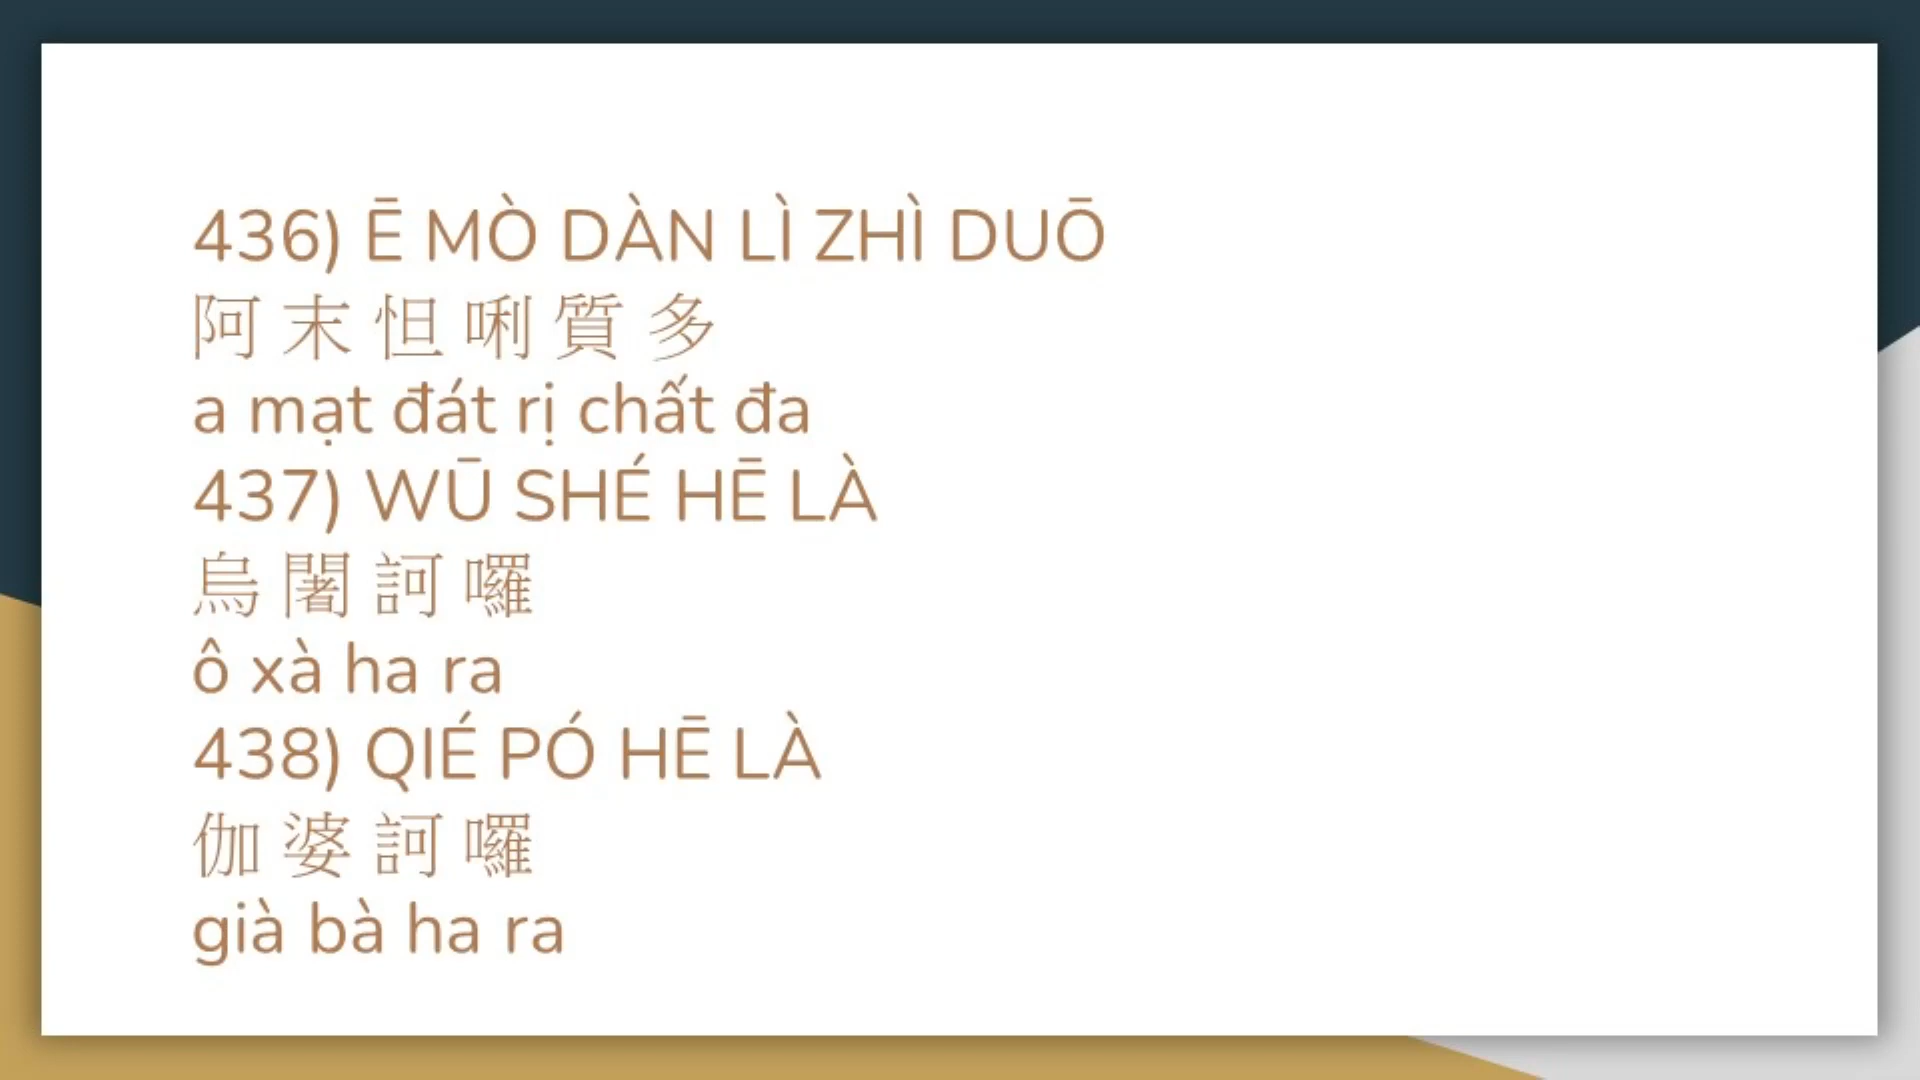 436) Ē MÒ DÀN LÌ ZHÌ DUŌ
阿 末 怛 唎 質 多
a mạt đát rị chất đa
437) WŪ SHÉ HĒ LÀ
烏 闍 訶 囉
ô xà ha ra
438) QIÉ PÓ HĒ LÀ
伽 婆 訶 囉
già bà ha ra